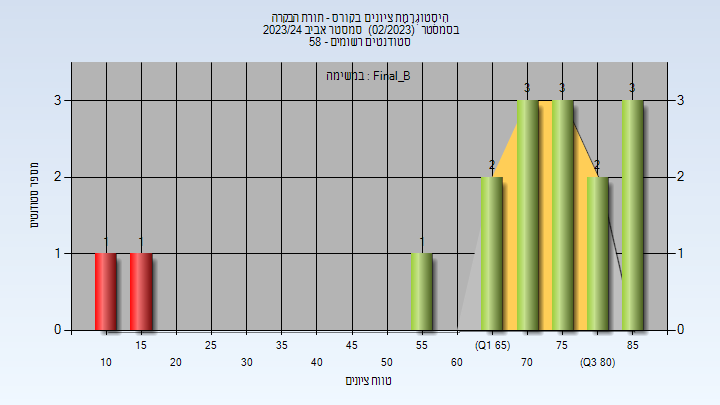 היסטוגרמת ציונים בקורס - תורת הבקרה
בסמסטר (02/2023) סמסטר אביב 2023/24
סטודנטים רשומים - 58
במשימה : Final_B
מספר סטודנטים
3 3 3 3 3
2 2 2 2
1 1 1 1 1
0 0
15 25 35 45 55 (Q1 65) 75 85
10 20 30 40 50 60 70 (Q3 80)
טווח ציונים